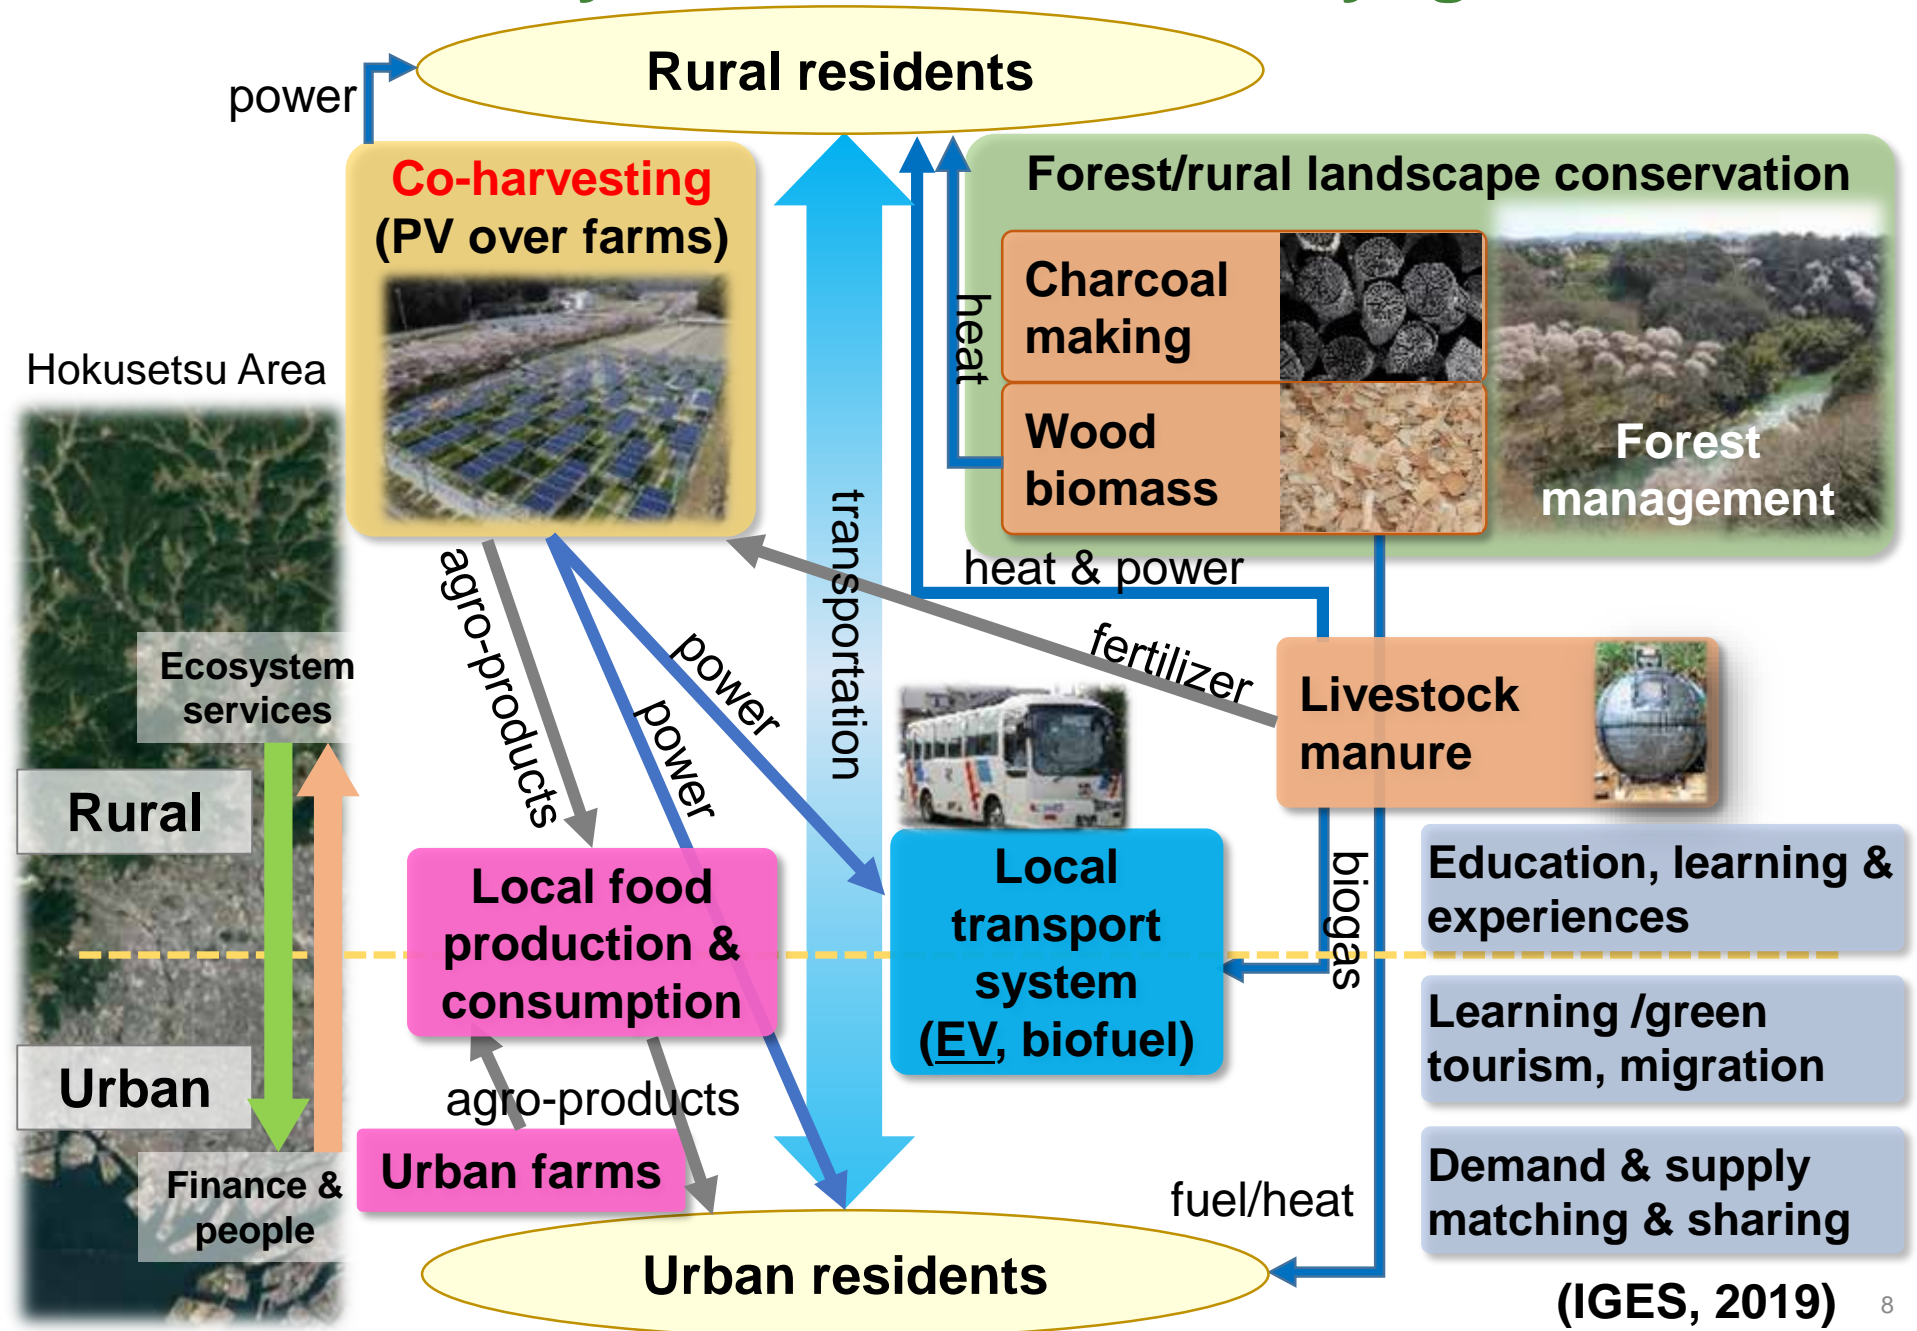 Rural residents
power
Co-harvesting
(PV over farms)
Forest/rural landscape conservation
Charcoal
making
heat
Wood
biomass
Forest
management
Hokusetsu Area
transportation
heat & power
agro-products
power
power
fertilizer
Livestock
manure
Ecosystem
services
Rural
Local food
production &
consumption
Local
transport
system
(EV, biofuel)
biogas
Education, learning &
experiences
Learning /green
tourism, migration
Urban
agro-products
Urban farms
Finance &
people
fuel/heat
Demand & supply
matching & sharing
Urban residents
(IGES, 2019)
8